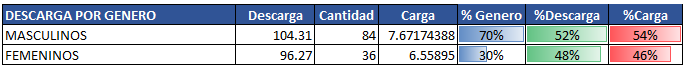 DESCARGA POR GENERO Descarga Cantidad Carga % Genero %Descarga %Carga
MASCULINOS 104.31 84 7.67174388 70% 52% 54%
FEMENINOS 96.27 36 6.55895 30% 48% 46%